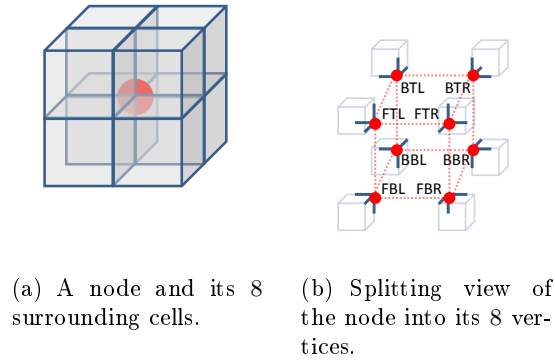 BTL BTR
FTL FTR
BBL BBR
FBL FBR
(a) A node and its 8
surrounding cells.
(b) Splitting view of
the node into its 8 ver-
tices.